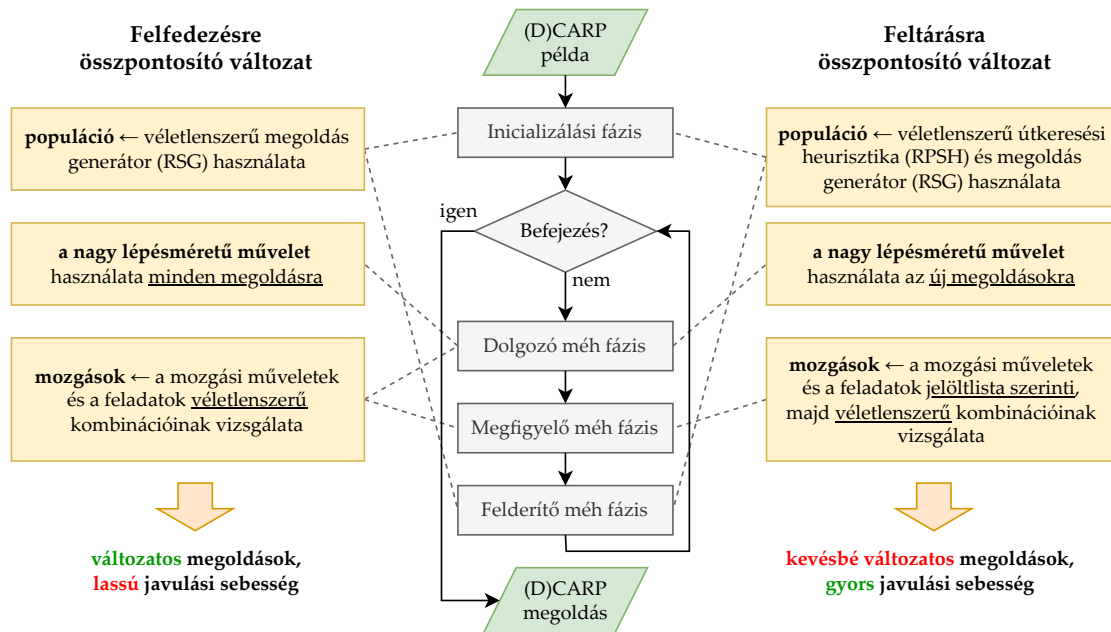 Felfedezésre
összpontosító változat
populáció ← véletlenszerű megoldás
generátor (RSG) használata
a nagy lépésméretű művelet
használata minden megoldásra
mozgások ← a mozgási műveletek
és a feladatok véletlenszerű
kombinációinak vizsgálata
változatos megoldások,
lassú javulási sebesség
(D)CARP
példa
Inicializálási fázis
igen
Befejezés?
nem
Dolgozó méh fázis
Megfigyelő méh fázis
Felderítő méh fázis
(D)CARP
megoldás
Feltárásra
összpontosító változat
populáció ← véletlenszerű útkeresési
heurisztika (RPSH) és megoldás
generátor (RSG) használata
a nagy lépésméretű művelet
használata az új megoldásokra
mozgások ← a mozgási műveletek
és a feladatok jelöltlista szerinti,
majd véletlenszerű kombinációinak
vizsgálata
kevésbé változatos megoldások,
gyors javulási sebesség